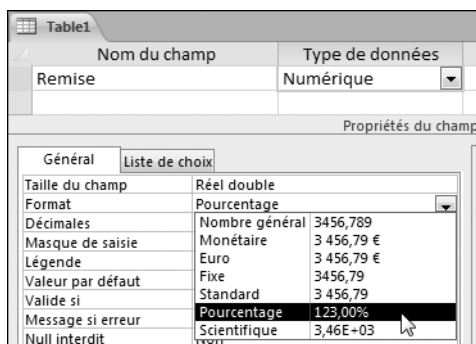 Table1
Nom du champ Type de données
Remise Numérique
Propriétés du champ
Général Liste de choix
Taille du champ Réel double
Format Pourcentage
Décimales Nombre général 3456,789
Masque de saisie Monétaire 3 456,79 €
Légende Euro 3 456,79 €
Valeur par défaut Fixe 3456,79
Valide si Standard 3 456,79
Message si erreur Pourcentage 123,00%
Null interdit Scientifique 3,46E+03
Non